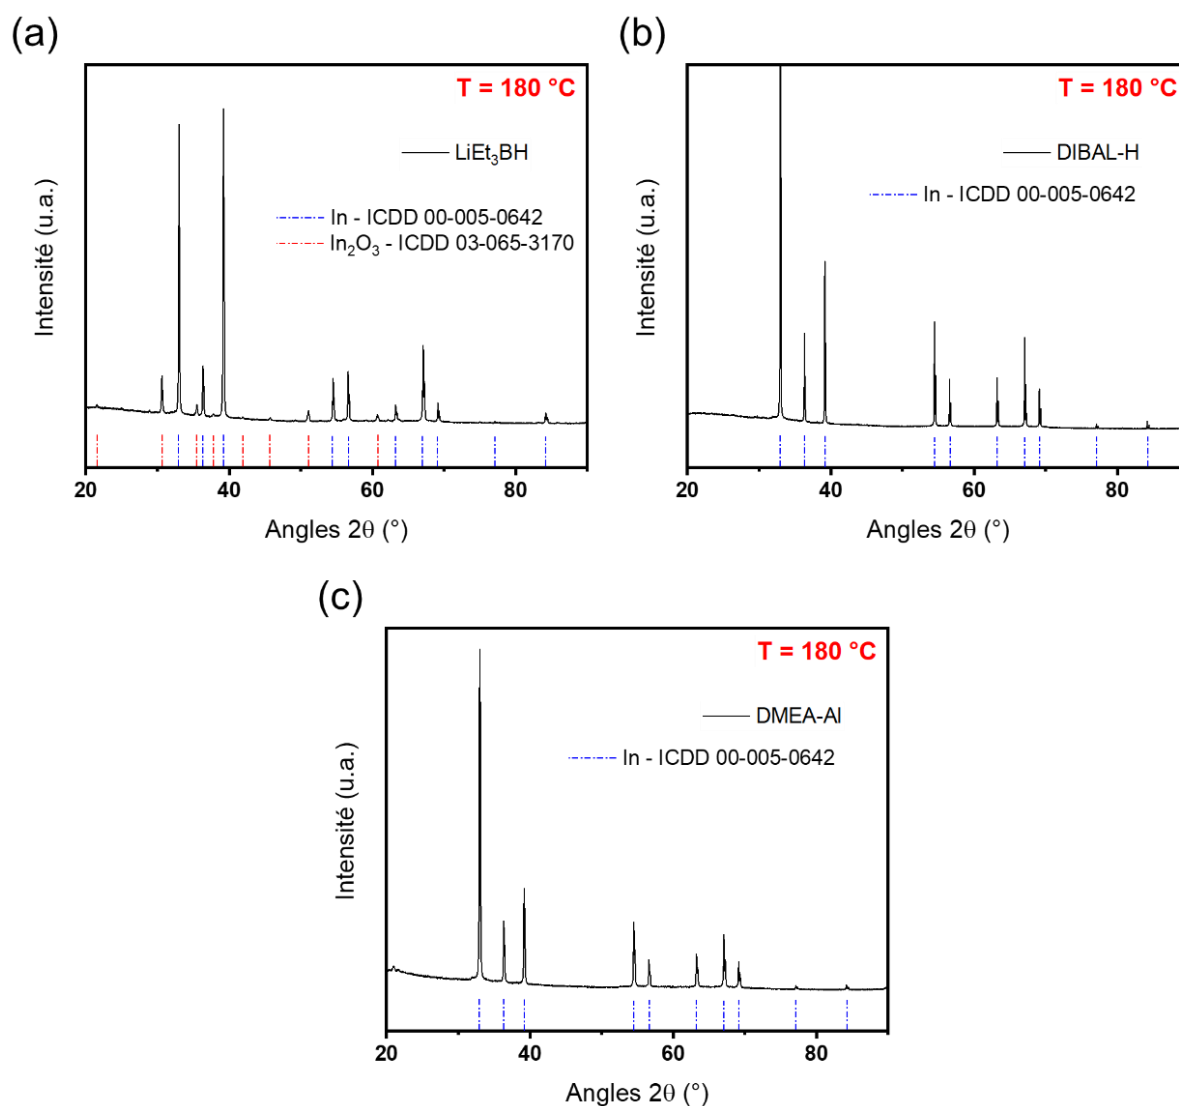 (a)
T = 180 °C
LiEt₃BH
In - ICDD 00-005-0642
In₂O₃ - ICDD 03-065-3170
Intensité (u.a.)
20 40 60 80
Angles 2θ (°)
(b)
T = 180 °C
DIBAL-H
In - ICDD 00-005-0642
Intensité (u.a.)
20 40 60 80
Angles 2θ (°)
(c)
T = 180 °C
DMEA-Al
In - ICDD 00-005-0642
Intensité (u.a.)
20 40 60 80
Angles 2θ (°)